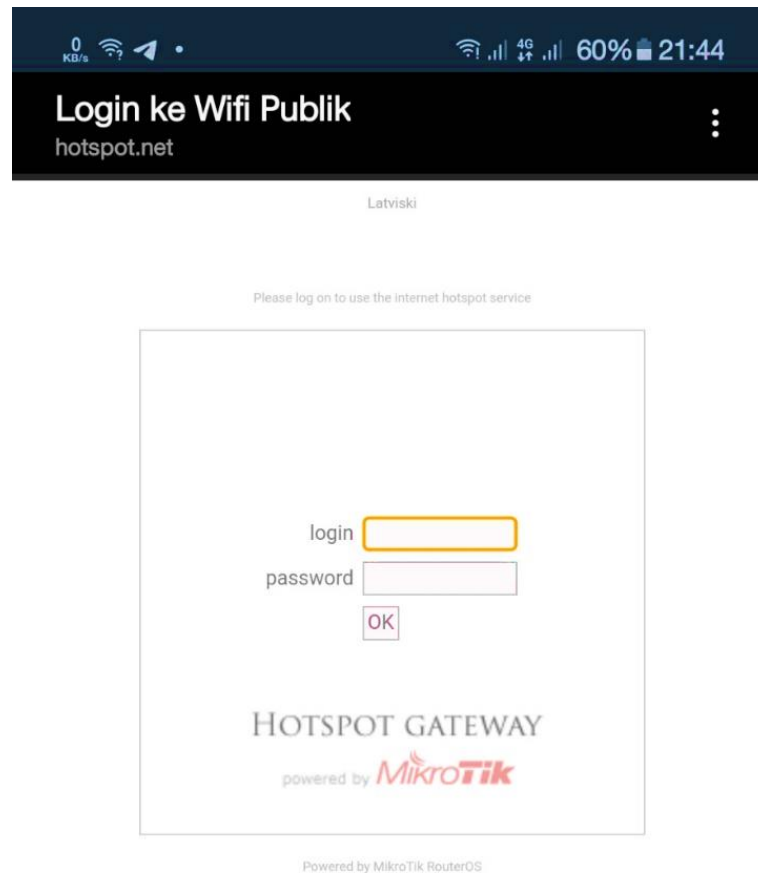 0
KB/s
4G
60% 21:44
Login ke Wifi Publik
hotspot.net
Latviski
Please log on to use the internet hotspot service
login
password
OK
HOTSPOT GATEWAY
powered by MikroTik
Powered by MikroTik RouterOS